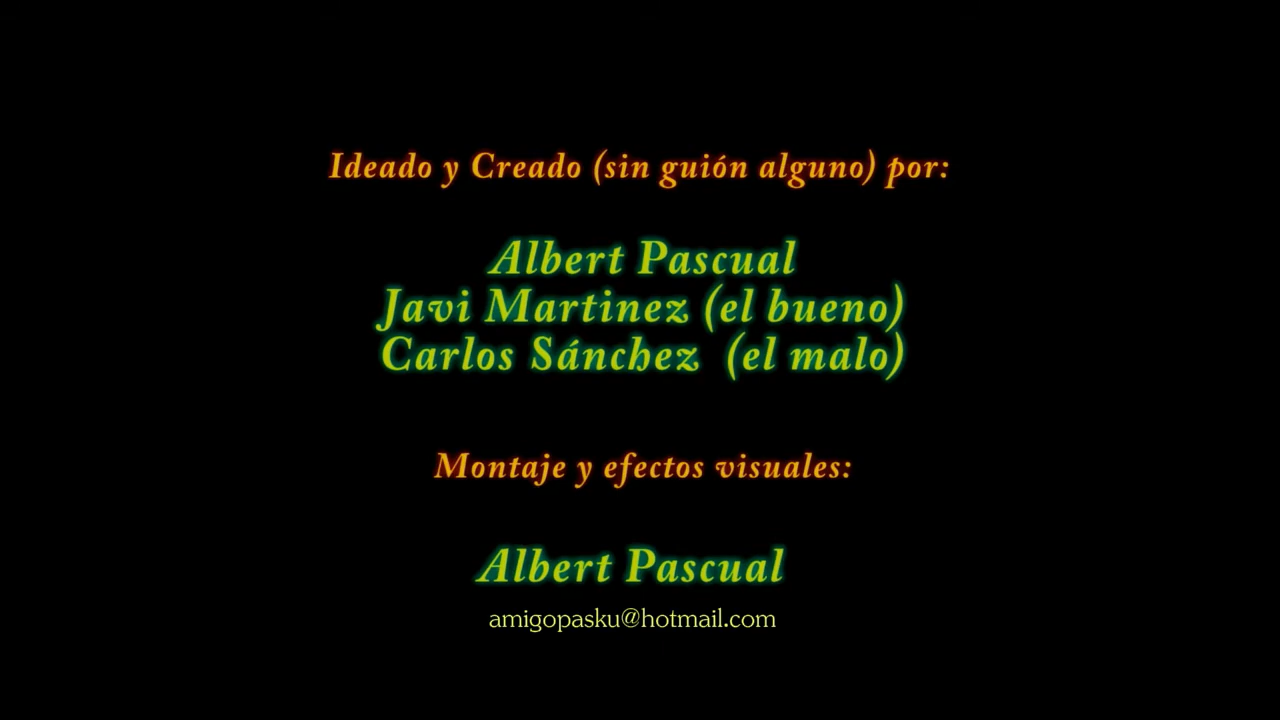 Ideado y Creado (sin guión alguno) por:
Albert Pascual
Javi Martinez (el bueno)
Carlos Sánchez (el malo)
Montaje y efectos visuales:
Albert Pascual
amigopasku@hotmail.com